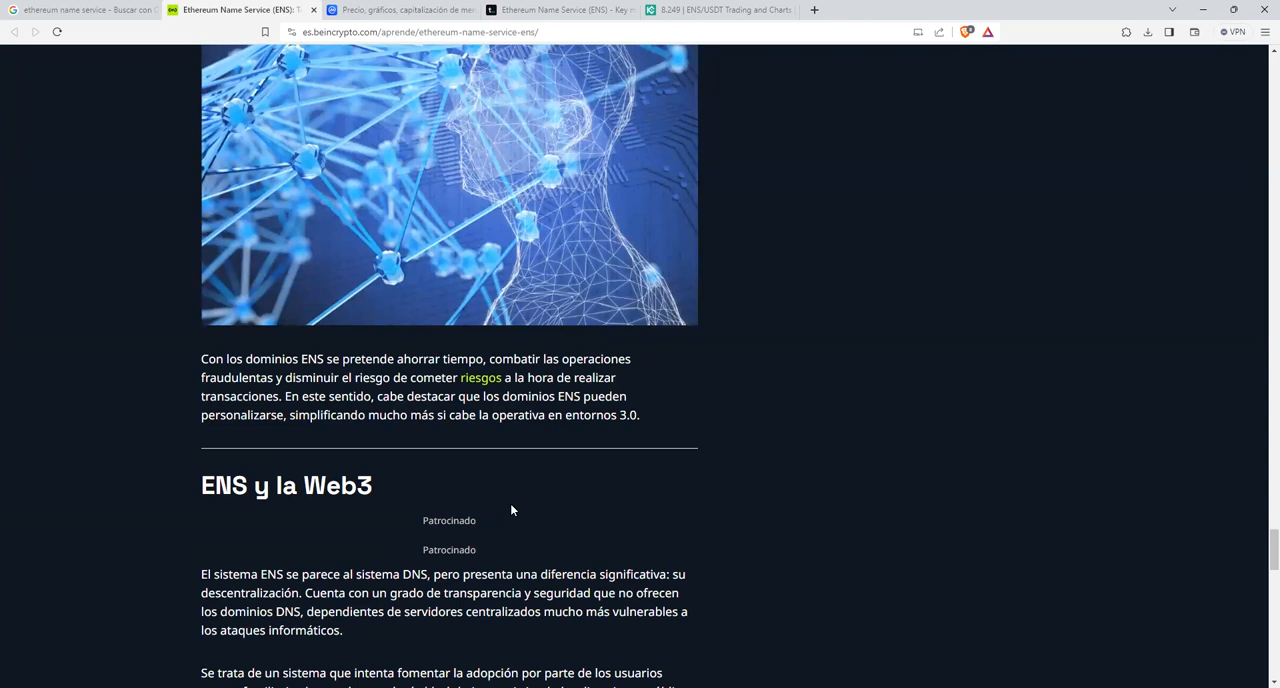 ethereum name service - Buscar con
Ethereum Name Service (ENS):
Precio, gráficos, capitalización de
Ethereum Name Service (ENS) - Key
8.249 | ENS/USDT Trading and Charts
es.beincrypto.com/aprende/ethereum-name-service-ens/
VPN
Con los dominios ENS se pretende ahorrar tiempo, combatir las operaciones
fraudulentas y disminuir el riesgo de cometer riesgos a la hora de realizar
transacciones. En este sentido, cabe destacar que los dominios ENS pueden
personalizarse, simplificando mucho más si cabe la operativa en entornos 3.0.
ENS y la Web3
Patrocinado
Patrocinado
El sistema ENS se parece al sistema DNS, pero presenta una diferencia significativa: su
descentralización. Cuenta con un grado de transparencia y seguridad que no ofrecen
los dominios DNS, dependientes de servidores centralizados mucho más vulnerables a
los ataques informáticos.
Se trata de un sistema que intenta fomentar la adopción por parte de los usuarios